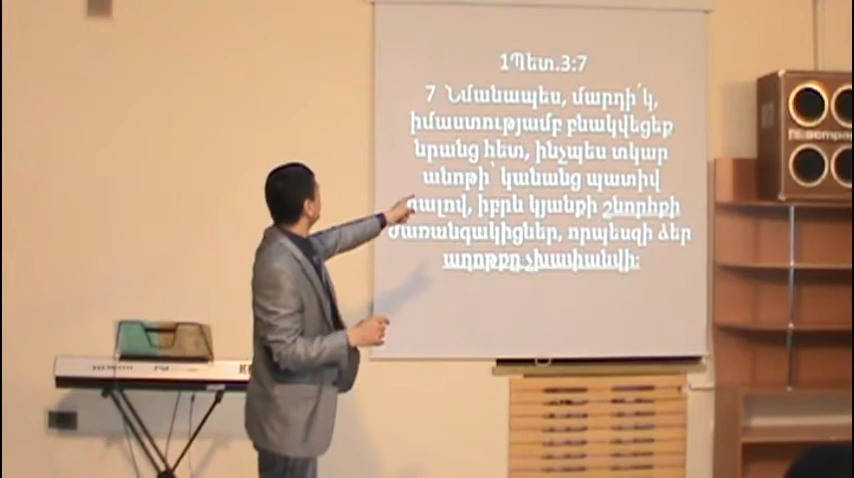 1Պետ.3:7
7 Նմանապես, մարդի՛կ,
իմաստությամբ բնակվեցեք
նրանց հետ, ինչպես տկար
անոթի՝ կանանց պատիվ
տալով, իբրև կյանքի շնորհքի
ժառանգակիցներ, որպեսզի ձեր
աղոթքը չխափանվի: